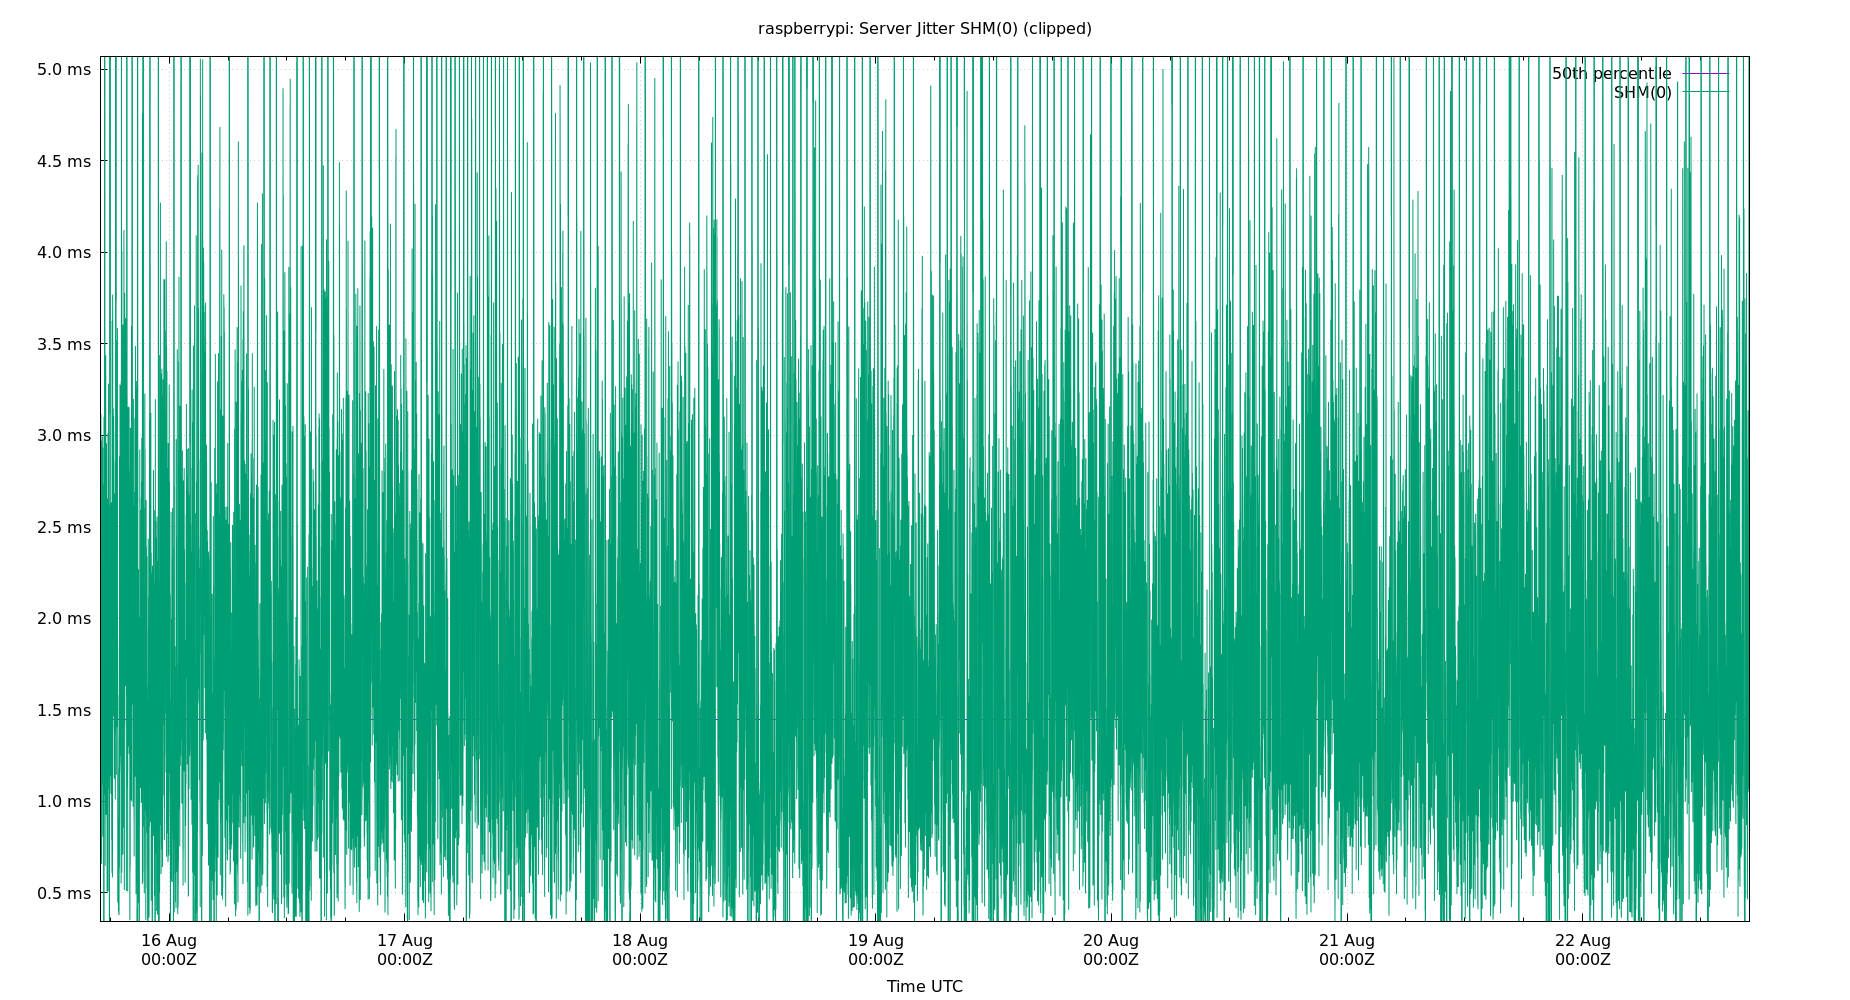 raspberrypi: Server Jitter SHM(0) (clipped)
5.0 ms
50th percentile
SHM(0)
4.5 ms
4.0 ms
3.5 ms
3.0 ms
2.5 ms
2.0 ms
1.5 ms
1.0 ms
0.5 ms
16 Aug 17 Aug 18 Aug 19 Aug 20 Aug 21 Aug 22 Aug
00:00Z 00:00Z 00:00Z 00:00Z 00:00Z 00:00Z 00:00Z
Time UTC